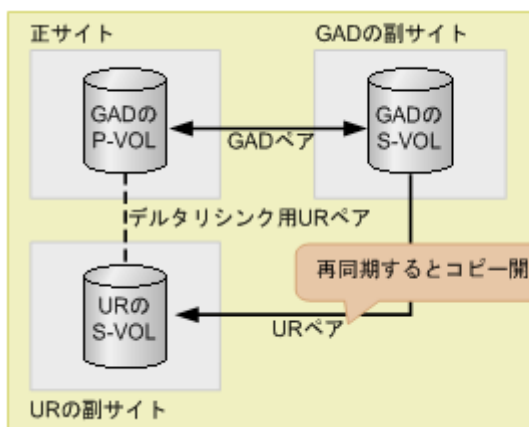 正サイト
GADの副サイト
GADの
P-VOL
GADの
S-VOL
GADペア
デルタリシンク用URペア
再同期するとコピー開
URの
S-VOL
URペア
URの副サイト